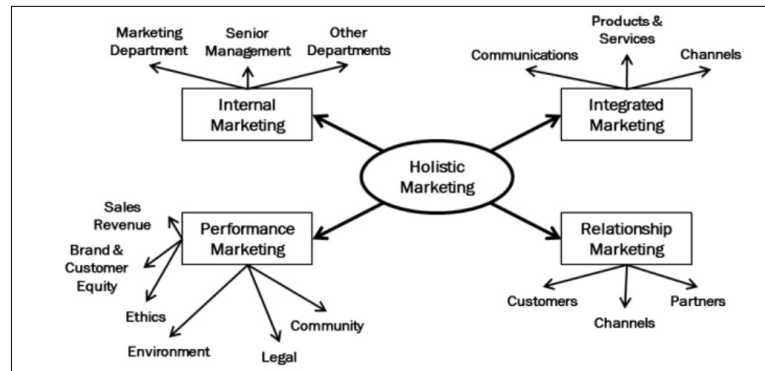 Marketing
Department
Senior
Management
Other
Departments
Internal
Marketing
Products &
Services
Communications
Channels
Integrated
Marketing
Holistic
Marketing
Sales
Revenue
Brand &
Customer
Equity
Ethics
Environment
Legal
Community
Performance
Marketing
Relationship
Marketing
Customers
Channels
Partners